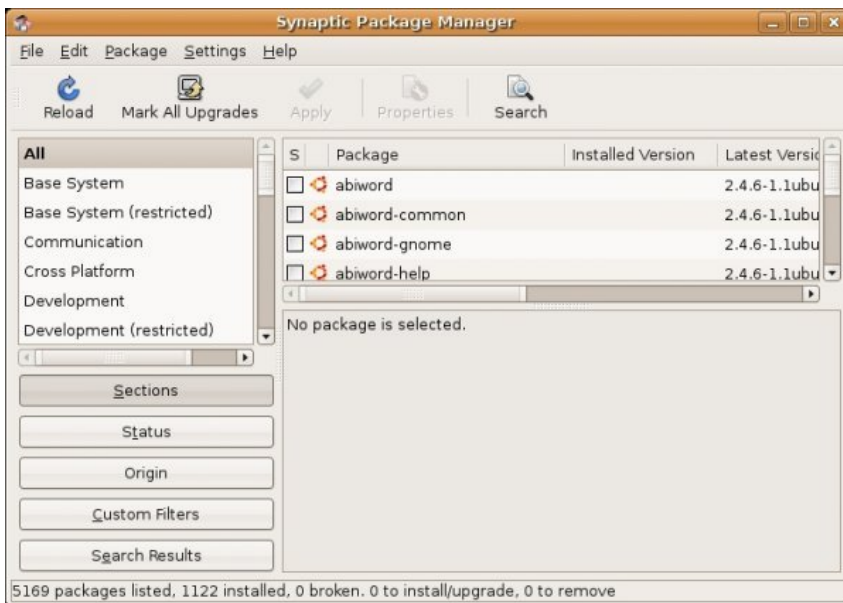 Synaptic Package Manager
File Edit Package Settings Help
Reload Mark All Upgrades Apply Properties Search
All
Base System
Base System (restricted)
Communication
Cross Platform
Development
Development (restricted)
Sections
Status
Origin
Custom Filters
Search Results
S Package Installed Version Latest Versio
abiword 2.4.6-1.1ubu
abiword-common 2.4.6-1.1ubu
abiword-gnome 2.4.6-1.1ubu
abiword-help 2.4.6-1.1ubu
No package is selected.
5169 packages listed, 1122 installed, 0 broken. 0 to install/upgrade, 0 to remove